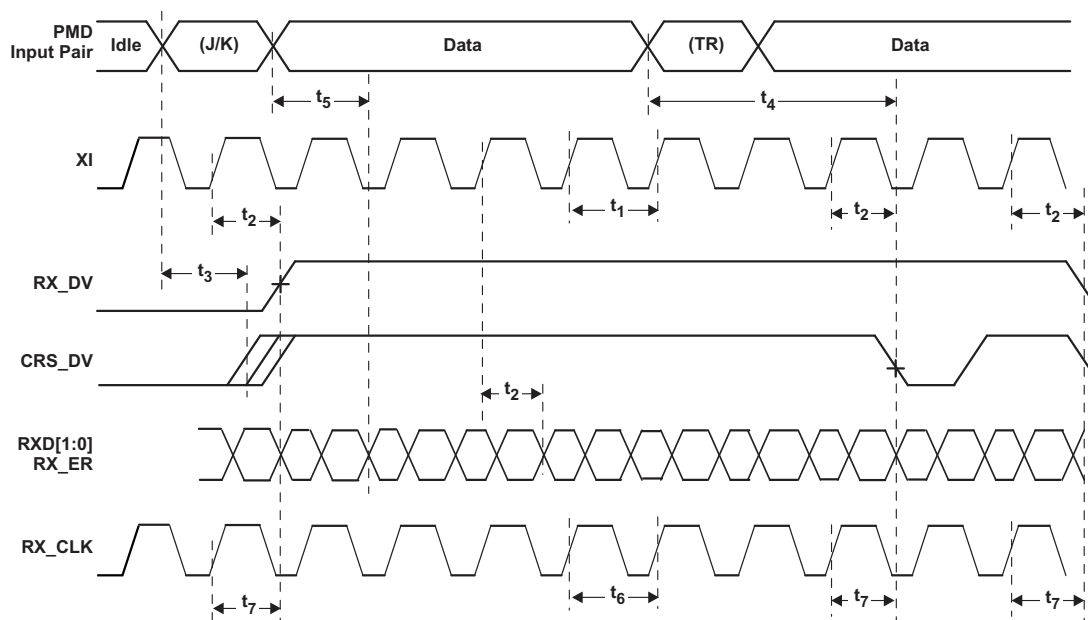 PMD
Input Pair
Idle
(J/K)
Data
(TR)
Data
t5
t4
XI
t2
t1
t2
t2
t3
RX_DV
CRS_DV
t2
RXD[1:0]
RX_ER
RX_CLK
t7
t6
t7
t7